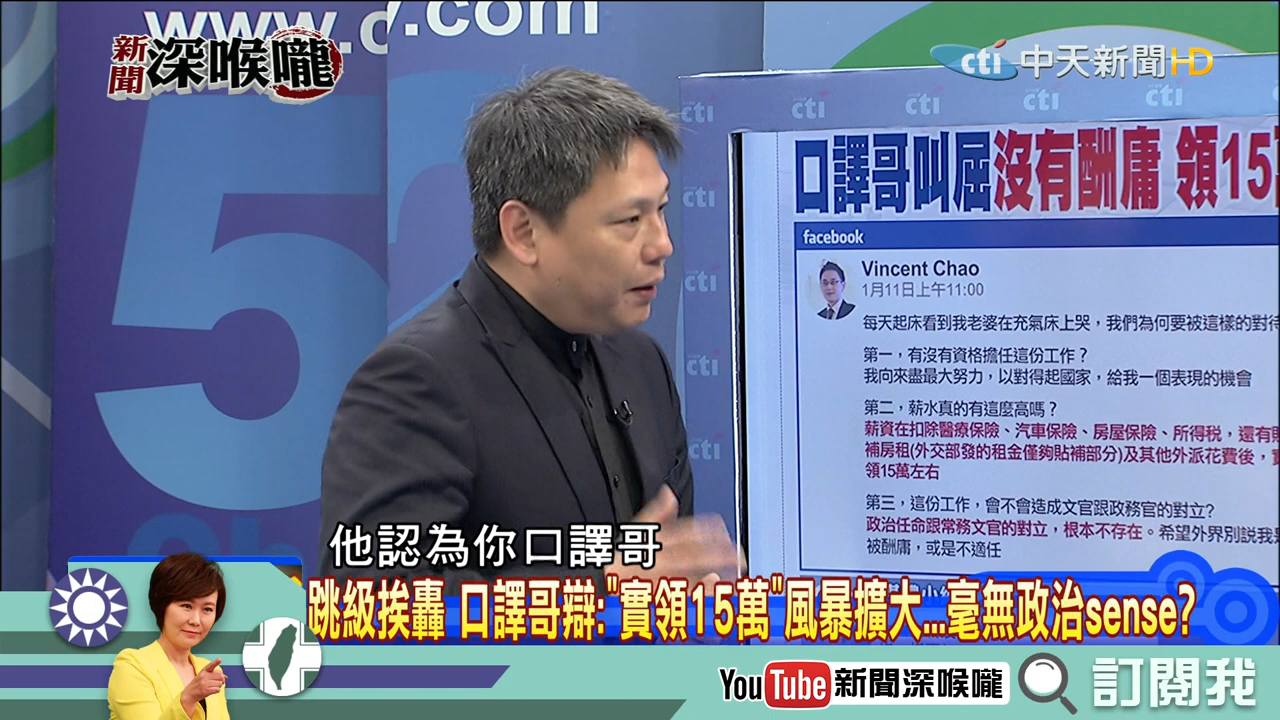 www.c
.com
新聞深喉嚨
cti 中天新聞HD
52
cti cti cti cti
cti
cti
cti
cti
cti
口譯哥叫屈沒有酬庸 領15
facebook
Vincent Chao
1月11日上午11:00
每天起床看到我老婆在充氣床上哭，我們為何要被這樣的對
第一，有沒有資格擔任這份工作？
我向來盡最大努力，以對得起國家，給我一個表現的機會
第二，薪水真的有這麼高嗎？
薪資在扣除醫療保險、汽車保險、房屋保險、所得稅，還有
補房租(外交部發的租金僅夠貼補部分)及其他外派花費後，
領15萬左右
第三，這份工作，會不會造成文官跟政務官的對立?
政治任命跟常務文官的對立，根本不存在。希望外界別說我
被酬庸，或是不適任
他認為你口譯哥
跳級挨轟 口譯哥辯:"實領15萬"風暴擴大...毫無政治sense?
YouTube 新聞深喉嚨 訂閱我